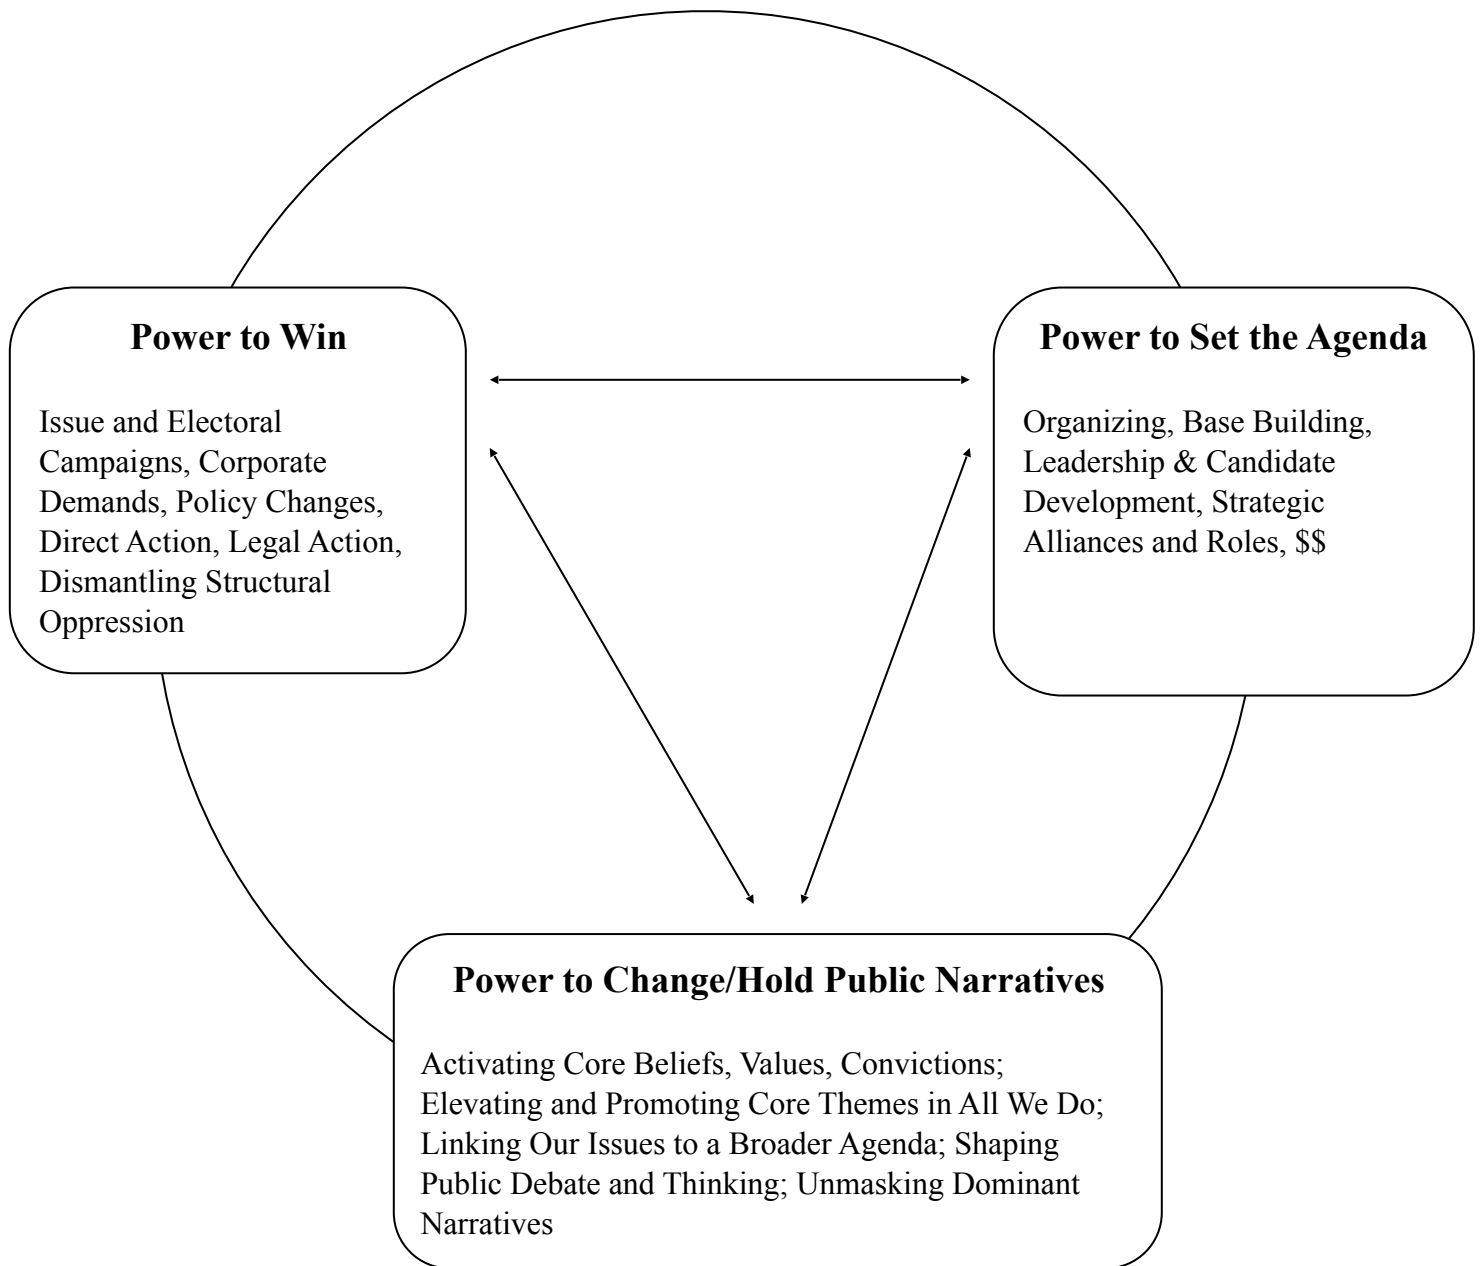 Power to Win
Issue and Electoral
Campaigns, Corporate
Demands, Policy Changes,
Direct Action, Legal Action,
Dismantling Structural
Oppression
Power to Set the Agenda
Organizing, Base Building,
Leadership & Candidate
Development, Strategic
Alliances and Roles, $$
Power to Change/Hold Public Narratives
Activating Core Beliefs, Values, Convictions;
Elevating and Promoting Core Themes in All We Do;
Linking Our Issues to a Broader Agenda; Shaping
Public Debate and Thinking; Unmasking Dominant
Narratives